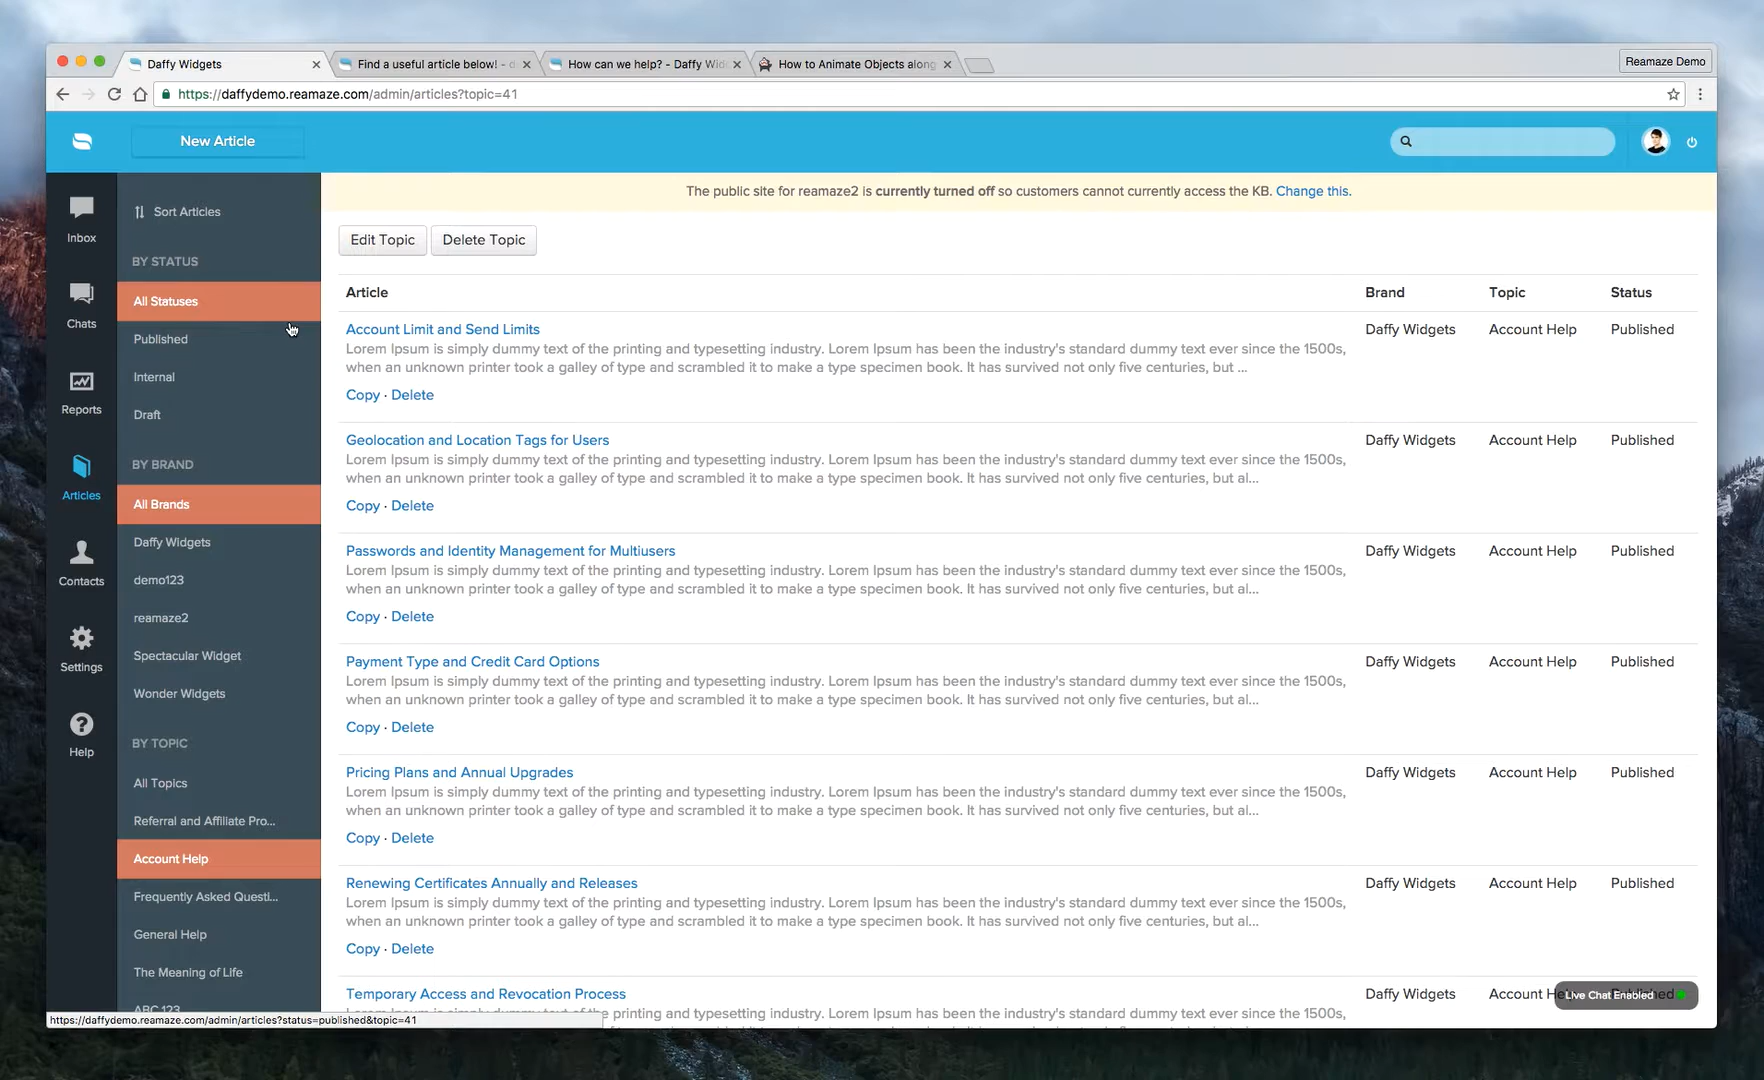 Daffy Widgets
Find a useful article below! - d
How can we help? - Daffy Wid
How to Animate Objects along
Reamaze Demo
https://daffydemo.reamaze.com/admin/articles?topic=41
New Article
Inbox
Chats
Reports
Articles
Contacts
Settings
Help
Sort Articles
BY STATUS
All Statuses
Published
Internal
Draft
BY BRAND
All Brands
Daffy Widgets
demo123
reamaze2
Spectacular Widget
Wonder Widgets
BY TOPIC
All Topics
Referral and Affiliate Pro...
Account Help
Frequently Asked Questi...
General Help
The Meaning of Life
ABC 123
The public site for reamaze2 is currently turned off so customers cannot currently access the KB. Change this.
Edit Topic Delete Topic
Article Brand Topic Status
Account Limit and Send Limits Daffy Widgets Account Help Published
Lorem Ipsum is simply dummy text of the printing and typesetting industry. Lorem Ipsum has been the industry's standard dummy text ever since the 1500s,
when an unknown printer took a galley of type and scrambled it to make a type specimen book. It has survived not only five centuries, but ...
Copy · Delete
Geolocation and Location Tags for Users Daffy Widgets Account Help Published
Lorem Ipsum is simply dummy text of the printing and typesetting industry. Lorem Ipsum has been the industry's standard dummy text ever since the 1500s,
when an unknown printer took a galley of type and scrambled it to make a type specimen book. It has survived not only five centuries, but al...
Copy · Delete
Passwords and Identity Management for Multiusers Daffy Widgets Account Help Published
Lorem Ipsum is simply dummy text of the printing and typesetting industry. Lorem Ipsum has been the industry's standard dummy text ever since the 1500s,
when an unknown printer took a galley of type and scrambled it to make a type specimen book. It has survived not only five centuries, but al...
Copy · Delete
Payment Type and Credit Card Options Daffy Widgets Account Help Published
Lorem Ipsum is simply dummy text of the printing and typesetting industry. Lorem Ipsum has been the industry's standard dummy text ever since the 1500s,
when an unknown printer took a galley of type and scrambled it to make a type specimen book. It has survived not only five centuries, but al...
Copy · Delete
Pricing Plans and Annual Upgrades Daffy Widgets Account Help Published
Lorem Ipsum is simply dummy text of the printing and typesetting industry. Lorem Ipsum has been the industry's standard dummy text ever since the 1500s,
when an unknown printer took a galley of type and scrambled it to make a type specimen book. It has survived not only five centuries, but al...
Copy · Delete
Renewing Certificates Annually and Releases Daffy Widgets Account Help Published
Lorem Ipsum is simply dummy text of the printing and typesetting industry. Lorem Ipsum has been the industry's standard dummy text ever since the 1500s,
when an unknown printer took a galley of type and scrambled it to make a type specimen book. It has survived not only five centuries, but al...
Copy · Delete
Temporary Access and Revocation Process Daffy Widgets Account
Live Chat Enabled
of the printing and typesetting industry. Lorem Ipsum has been the industry's standard dummy text ever since the 1500s,
https://daffydemo.reamaze.com/admin/articles?status=published&topic=41